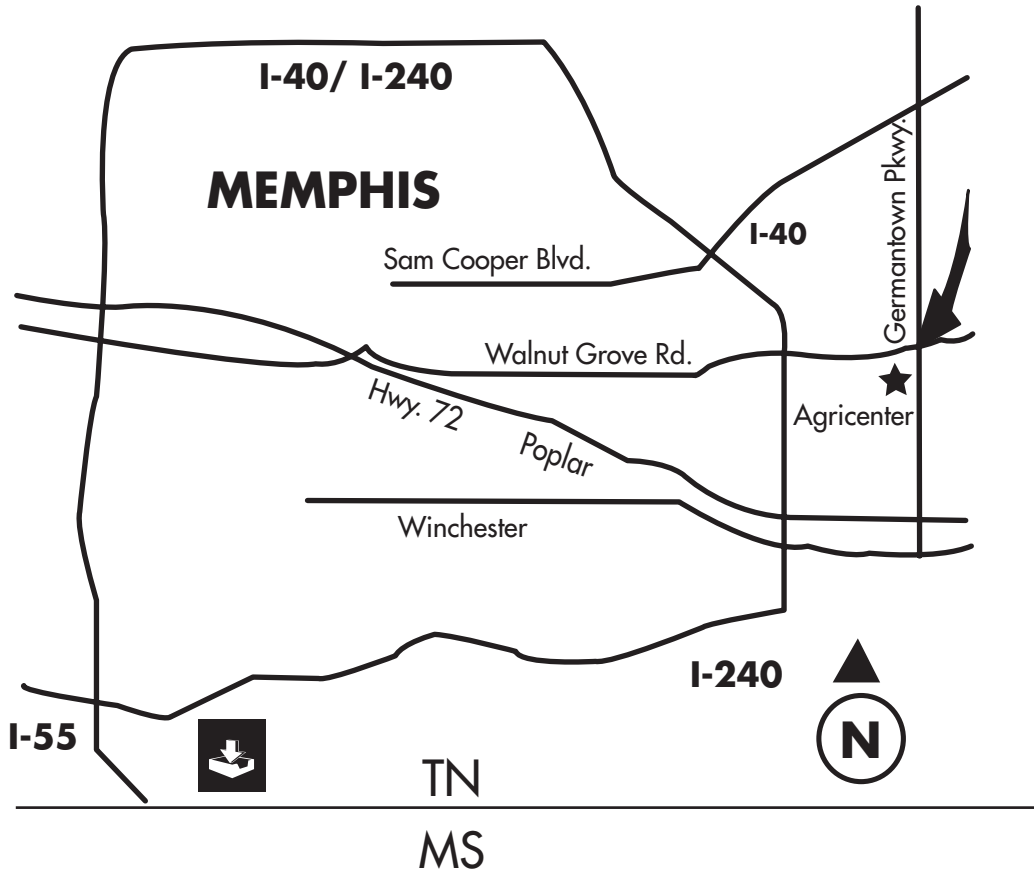 I-40/ I-240
MEMPHIS
Germantown Pkwy.
I-40
Sam Cooper Blvd.
Walnut Grove Rd.
Hwy. 72
Agricenter
Poplar
Winchester
I-240
I-55
N
TN
MS